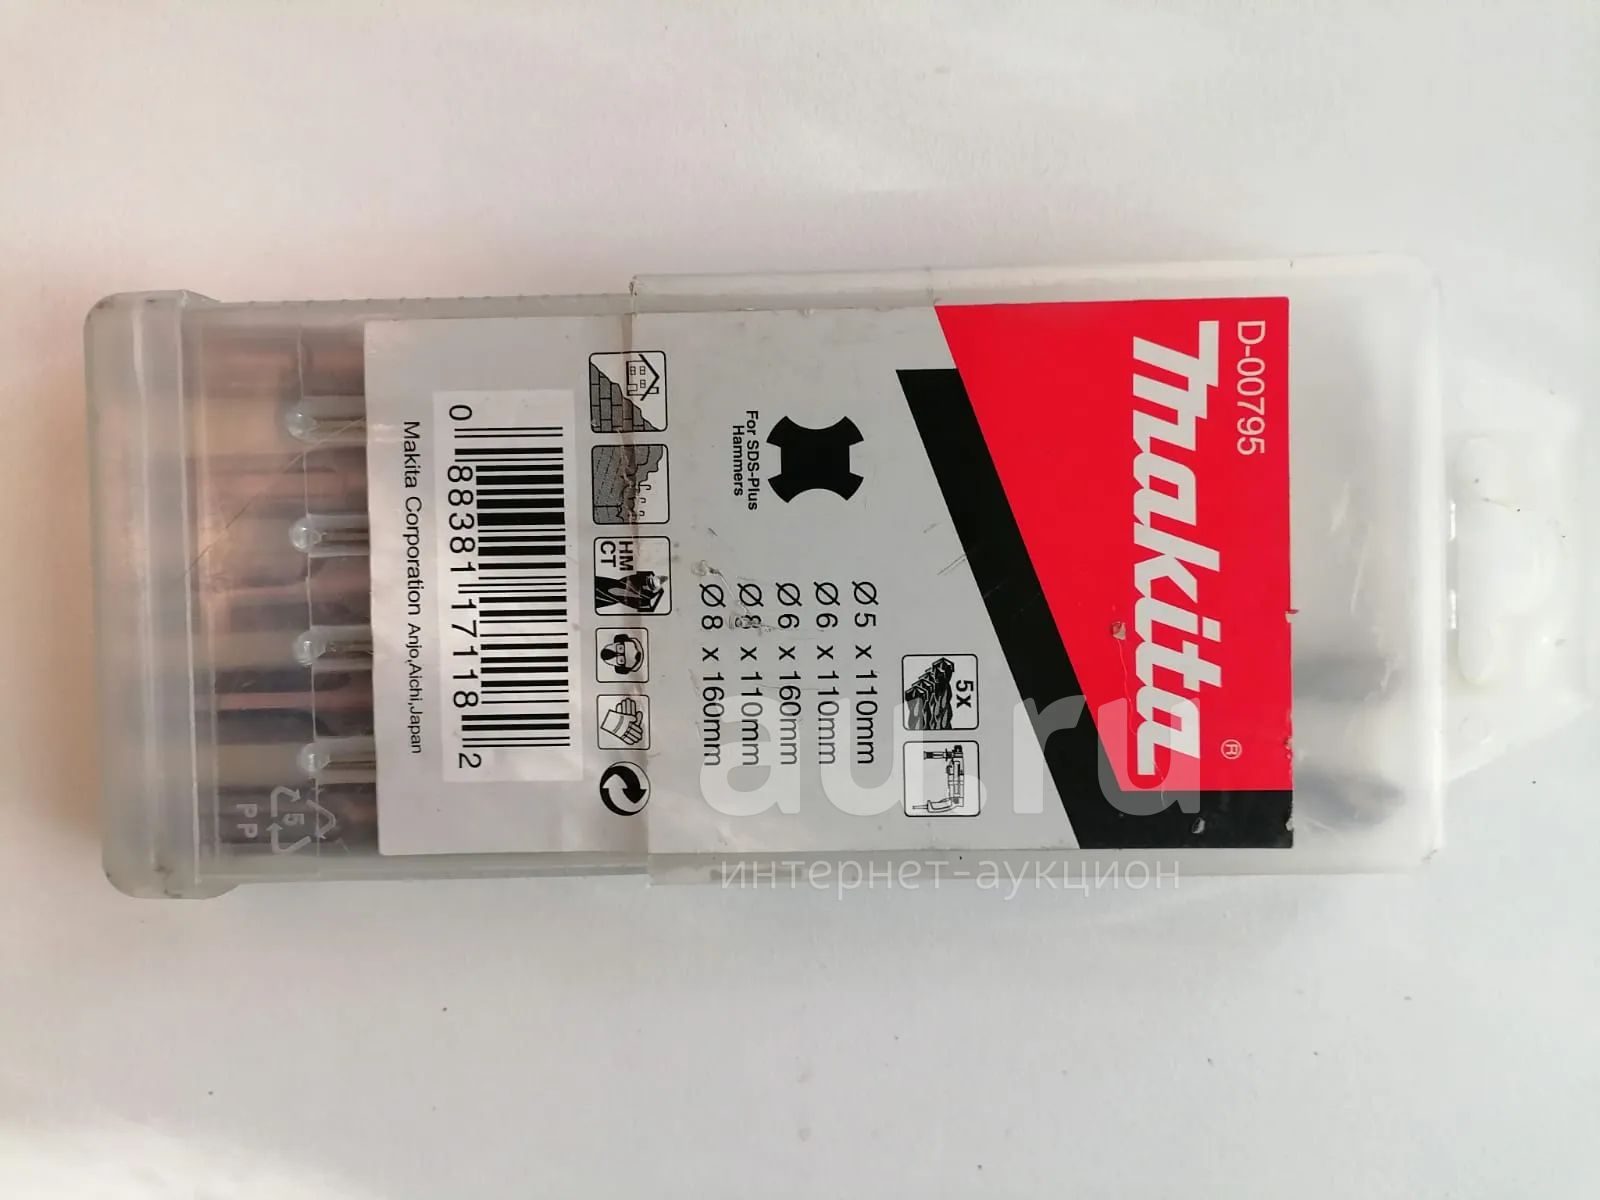 D-00795
makita®
5X
For SDS-Plus
Hammers
Ø 5 x 110mm
Ø 6 x 110mm
Ø 6 x 160mm
Ø 8 x 110mm
Ø 8 x 160mm
HM
CT
0 88381 17118 2
Makita Corporation Anjo,Aichi,Japan
5
PP
au.ru
интернет-аукцион